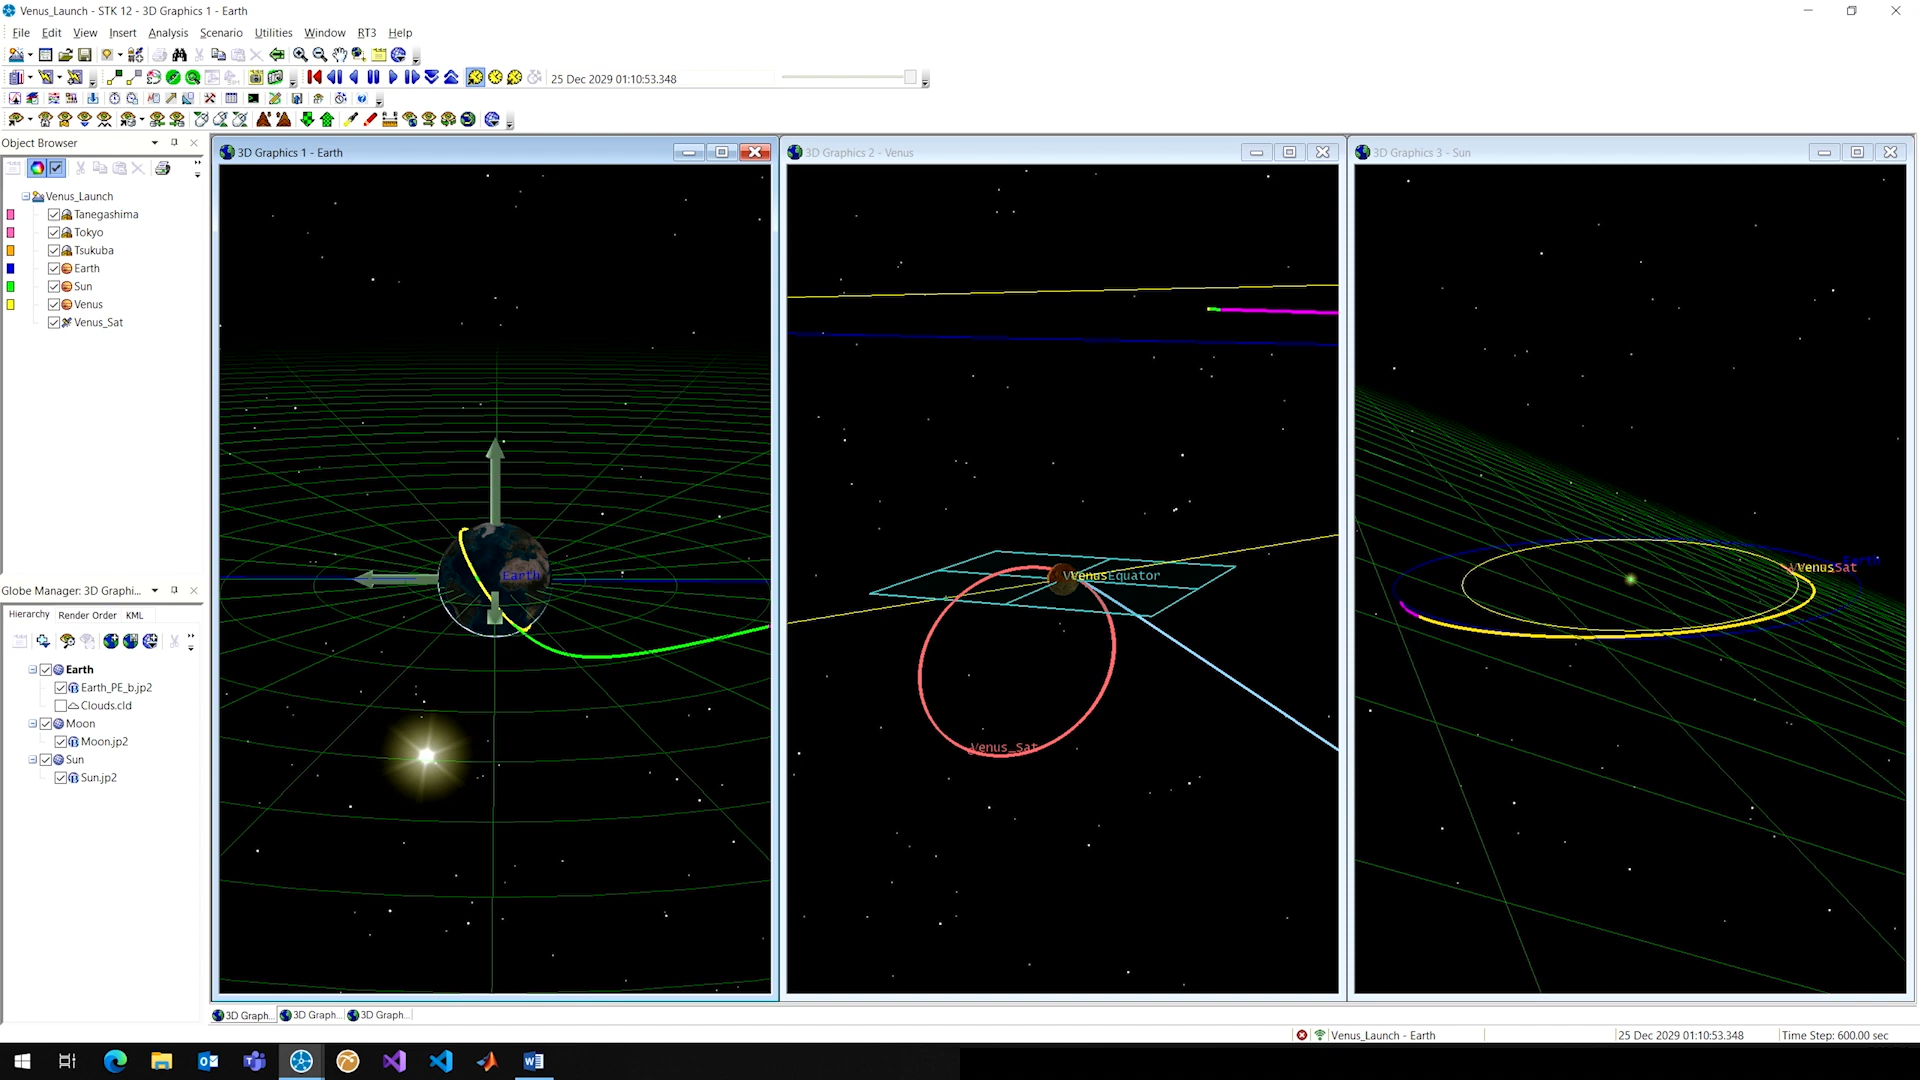 Venus_Launch - STK 12 - 3D Graphics 1 - Earth
File Edit View Insert Analysis Scenario Utilities Window RT3 Help
25 Dec 2029 01:10:53.348
Object Browser
Venus_Launch
Tanegashima
Tokyo
Tsukuba
Earth
Sun
Venus
Venus_Sat
Globe Manager: 3D Graphi...
Hierarchy Render Order KML
Earth
Earth_PE_b.jp2
Clouds.cld
Moon
Moon.jp2
Sun
Sun.jp2
3D Graphics 1 - Earth
Earth
3D Graphics 2 - Venus
VenusEquator
Venus_Sat
3D Graphics 3 - Sun
Earth
Venus Sat
3D Graph... 3D Graph... 3D Graph...
Venus_Launch - Earth 25 Dec 2029 01:10:53.348 Time Step: 600.00 sec